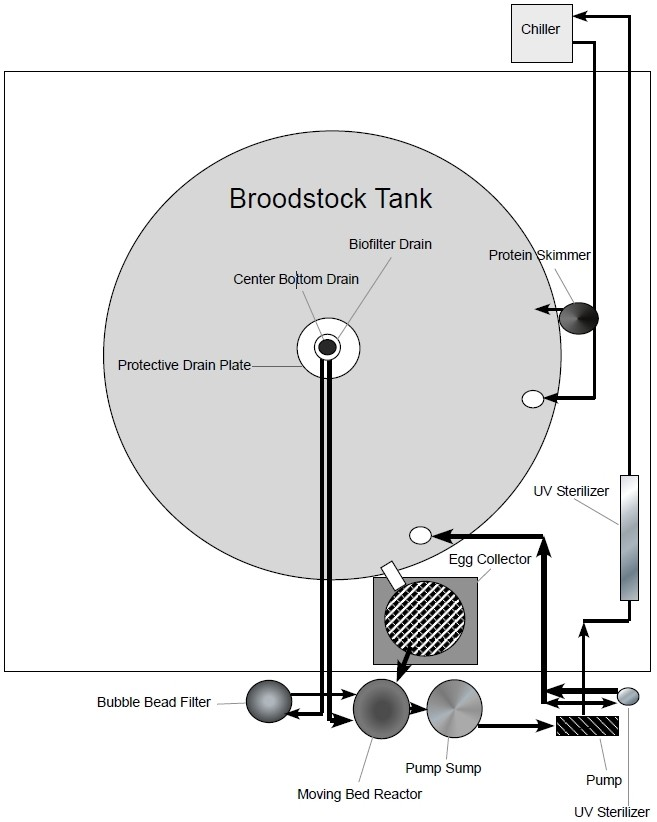 Chiller
Broodstock Tank
Biofilter Drain
Protein Skimmer
Center Bottom Drain
Protective Drain Plate
UV Sterilizer
Egg Collector
Bubble Bead Filter
Pump Sump
Pump
Moving Bed Reactor
UV Sterilizer